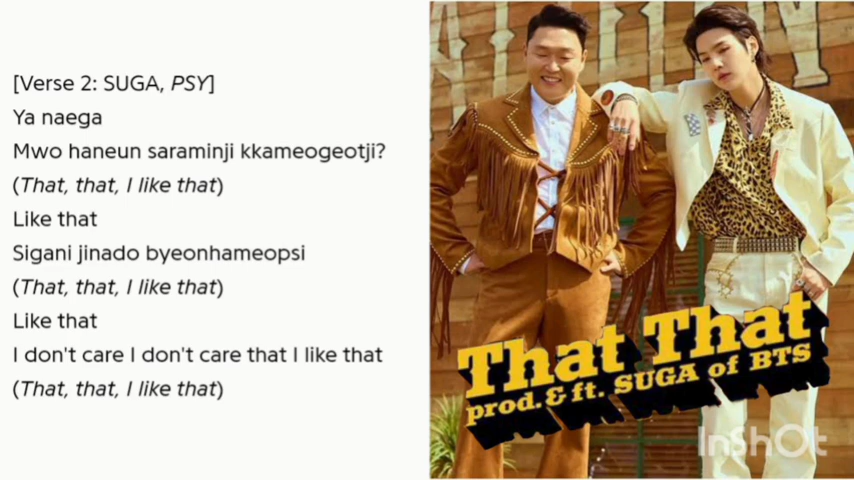 [Verse 2: SUGA, PSY]
Ya naega
Mwo haneun saraminji kkameogeotji?
(That, that, I like that)
Like that
Sigani jinado byeonhameopsi
(That, that, I like that)
Like that
I don't care I don't care that I like that
(That, that, I like that)
That That
prod. & ft. SUGA of BTS
InShOt